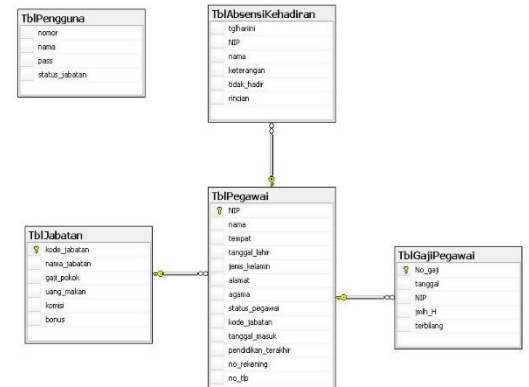 TblPengguna
nomor
nama
pass
status_jabatan
TblAbsensiKehadiran
tglharini
NIP
nama
keterangan
tidak_hadir
rincian
TblJabatan
kode_jabatan
nama_jabatan
gaji_pokok
uang_makan
komisi
bonus
TblPegawai
NIP
nama
tempat
tanggal_lahir
jenis_kelamin
alamat
agama
status_pegawai
kode_jabatan
tanggal_masuk
pendidikan_terakhir
no_rekening
no_tlp
TblGajiPegawai
No_gaji
tanggal
NIP
jmlh_H
terbilang